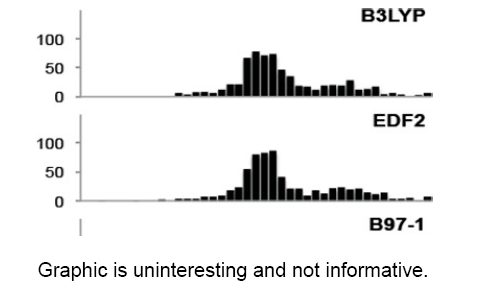 B3LYP
100
50
0
EDF2
100
50
0
B97-1
Graphic is uninteresting and not informative.